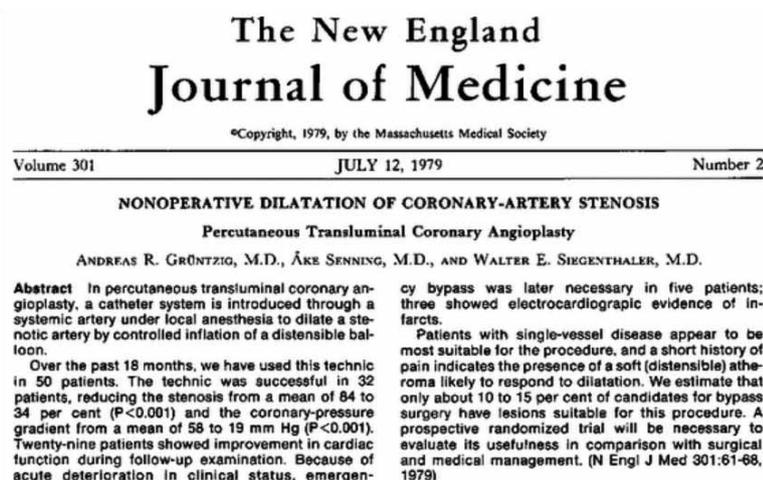 The New England
Journal of Medicine
©Copyright, 1979, by the Massachusetts Medical Society
Volume 301 JULY 12, 1979 Number 2
NONOPERATIVE DILATATION OF CORONARY-ARTERY STENOSIS
Percutaneous Transluminal Coronary Angioplasty
ANDREAS R. GRÜNTZIG, M.D., ÅKE SENNING, M.D., AND WALTER E. SIEGENTHALER, M.D.
Abstract In percutaneous transluminal coronary an-
gioplasty, a catheter system is introduced through a
systemic artery under local anesthesia to dilate a ste-
notic artery by controlled inflation of a distensible bal-
loon.
Over the past 18 months, we have used this technic
in 50 patients. The technic was successful in 32
patients, reducing the stenosis from a mean of 84 to
34 per cent (P<0.001) and the coronary-pressure
gradient from a mean of 58 to 19 mm Hg (P<0.001).
Twenty-nine patients showed improvement in cardiac
function during follow-up examination. Because of
acute deterioration in clinical status, emergen-
cy bypass was later necessary in five patients;
three showed electrocardiograpic evidence of in-
farcts.
Patients with single-vessel disease appear to be
most suitable for the procedure, and a short history of
pain indicates the presence of a soft (distensible) athe-
roma likely to respond to dilatation. We estimate that
only about 10 to 15 per cent of candidates for bypass
surgery have lesions suitable for this procedure. A
prospective randomized trial will be necessary to
evaluate its usefulness in comparison with surgical
and medical management. (N Engl J Med 301:61-68,
1979)